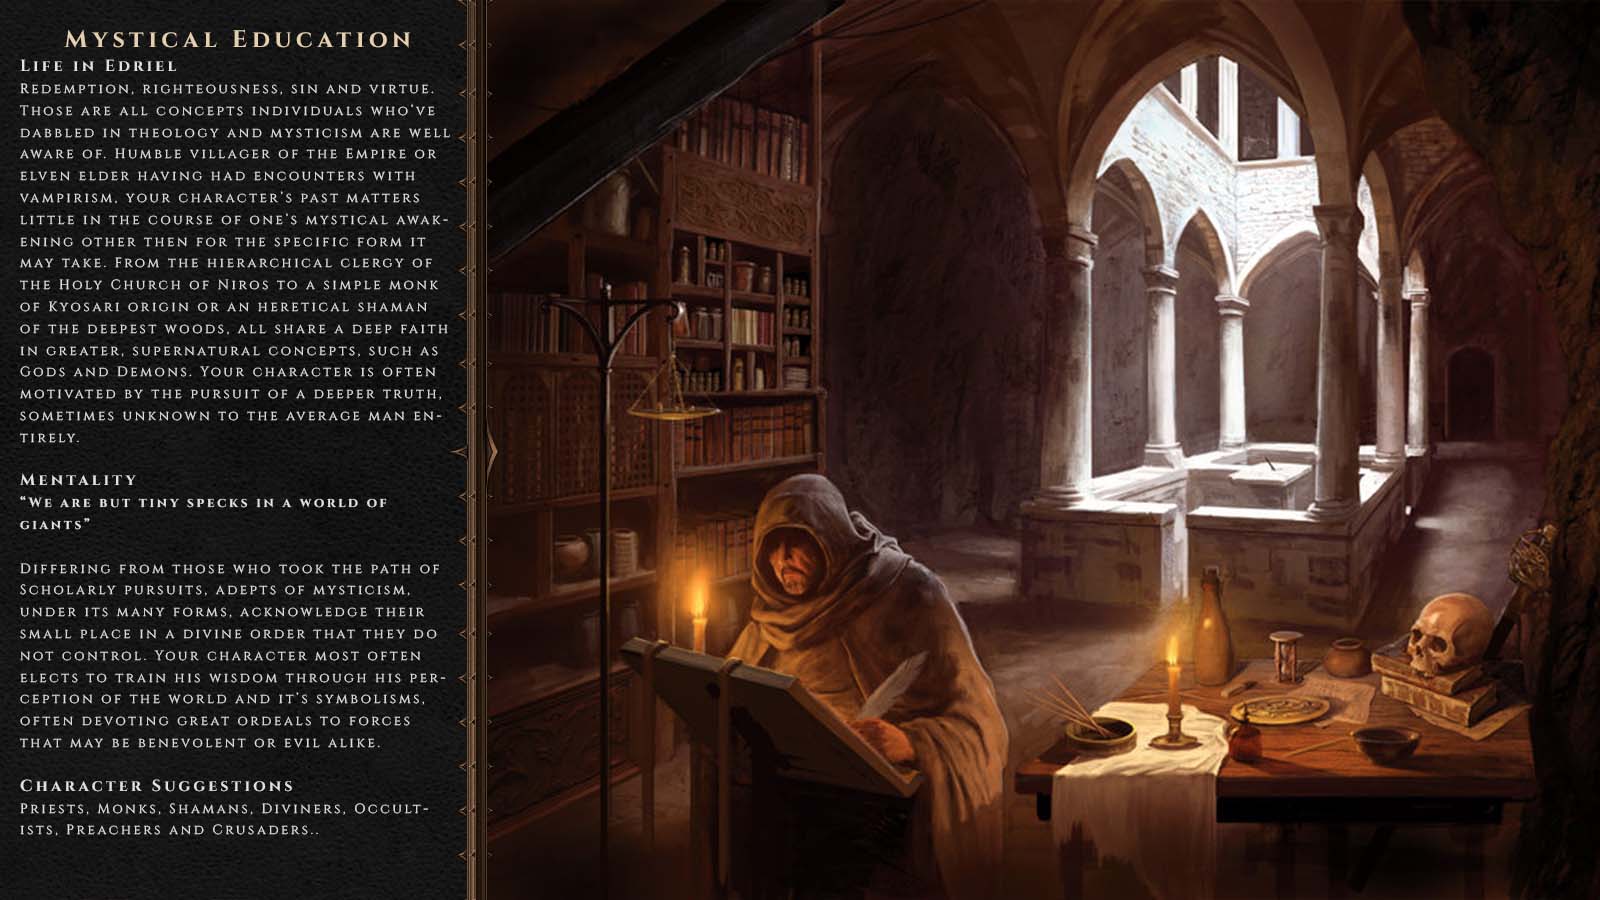 Mystical Education
Life in Edriel
Redemption, righteousness, sin and virtue.
Those are all concepts individuals who've
dabbled in theology and mysticism are well
aware of. Humble villager of the Empire or
elven elder having had encounters with
vampirism, your character's past matters
little in the course of one's mystical awak-
ening other then for the specific form it
may take. From the hierarchical clergy of
the Holy Church of Niros to a simple monk
of Kyosari origin or an heretical shaman
of the deepest woods, all share a deep faith
in greater, supernatural concepts, such as
Gods and Demons. Your character is often
motivated by the pursuit of a deeper truth,
sometimes unknown to the average man en-
tirely.
Mentality
“We are but tiny specks in a world of
giants”
Differing from those who took the path of
Scholarly pursuits, adepts of mysticism,
under its many forms, acknowledge their
small place in a divine order that they do
not control. Your character most often
elects to train his wisdom through his per-
ception of the world and it's symbolisms,
often devoting great ordeals to forces
that may be benevolent or evil alike.
Character Suggestions
Priests, Monks, Shamans, Diviners, Occult-
ists, Preachers and Crusaders..